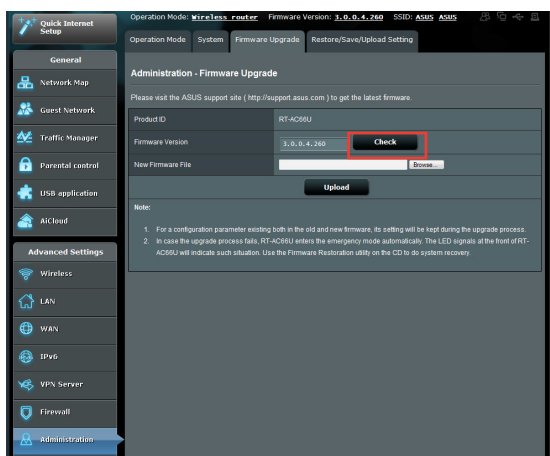 Quick Internet
Setup
Operation Mode: Wireless router Firmware Version: 3.0.0.4.260 SSID: ASUS ASUS
Operation Mode System Firmware Upgrade Restore/Save/Upload Setting
General
Network Map
Guest Network
Traffic Manager
Parental control
USB application
AiCloud
Advanced Settings
Wireless
LAN
WAN
IPv6
VPN Server
Firewall
Administration
Administration - Firmware Upgrade
Please visit the ASUS support site ( http://support.asus.com ) to get the latest firmware.
Product ID RT-AC66U
Firmware Version 3.0.0.4.260 Check
New Firmware File Browse...
Upload
Note:
1. For a configuration parameter existing both in the old and new firmware, its setting will be kept during the upgrade process.
2. In case the upgrade process fails, RT-AC66U enters the emergency mode automatically. The LED signals at the front of RT-
AC66U will indicate such situation. Use the Firmware Restoration utility on the CD to do system recovery.